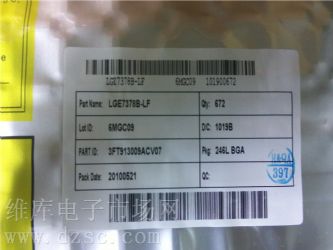 LGE7378B-LF 6MGC09 101900672
Part Name: LGE7378B-LF Qty: 672
Lot ID: 6MGC09 DC: 1019B
PART ID: 3FT913009ACV07 Pkg: 246L BGA
Pack Date: 20100521 QC:
397
维库电子市场网
www.dzsc.com